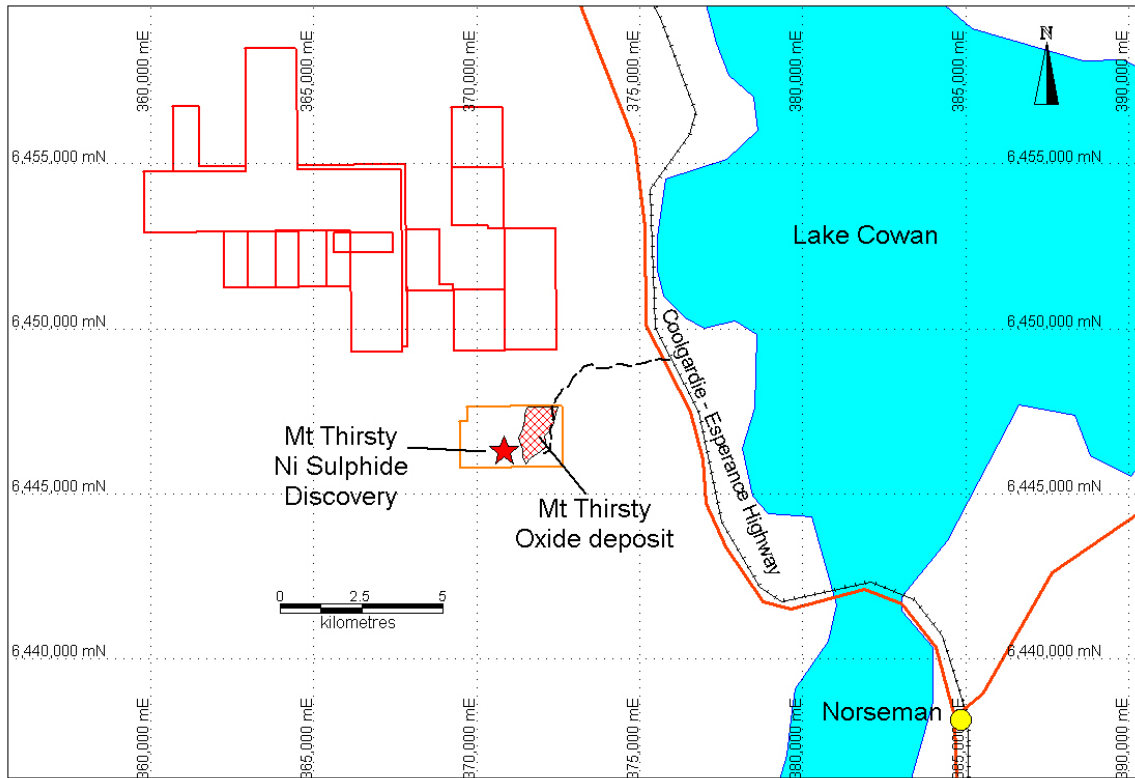 360,000 mE
365,000 mE
370,000 mE
375,000 mE
380,000 mE
385,000 mE
390,000 mE
N
6,455,000 mN
6,455,000 mN
Lake Cowan
6,450,000 mN
6,450,000 mN
Coolgardie - Esperance Highway
Mt Thirsty
Ni Sulphide
Discovery
6,445,000 mN
6,445,000 mN
Mt Thirsty
Oxide deposit
0 2.5 5
kilometres
6,440,000 mN
6,440,000 mN
Norseman
360,000 mE
365,000 mE
370,000 mE
375,000 mE
380,000 mE
385,000 mE
390,000 mE